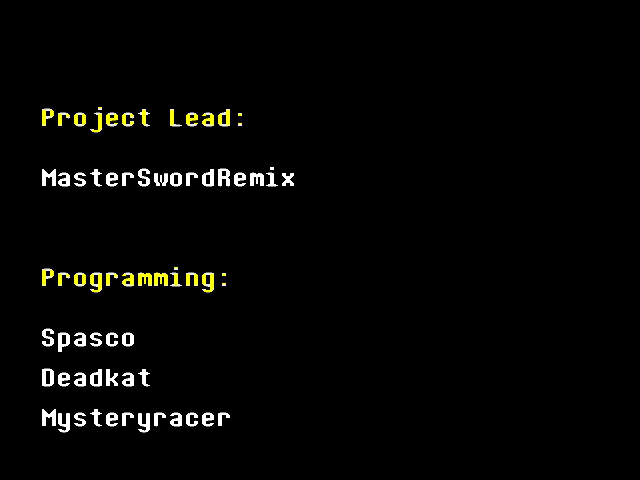 Project Lead:
MasterSwordRemix
Programming:
Spasco
Deadkat
Mysteryracer